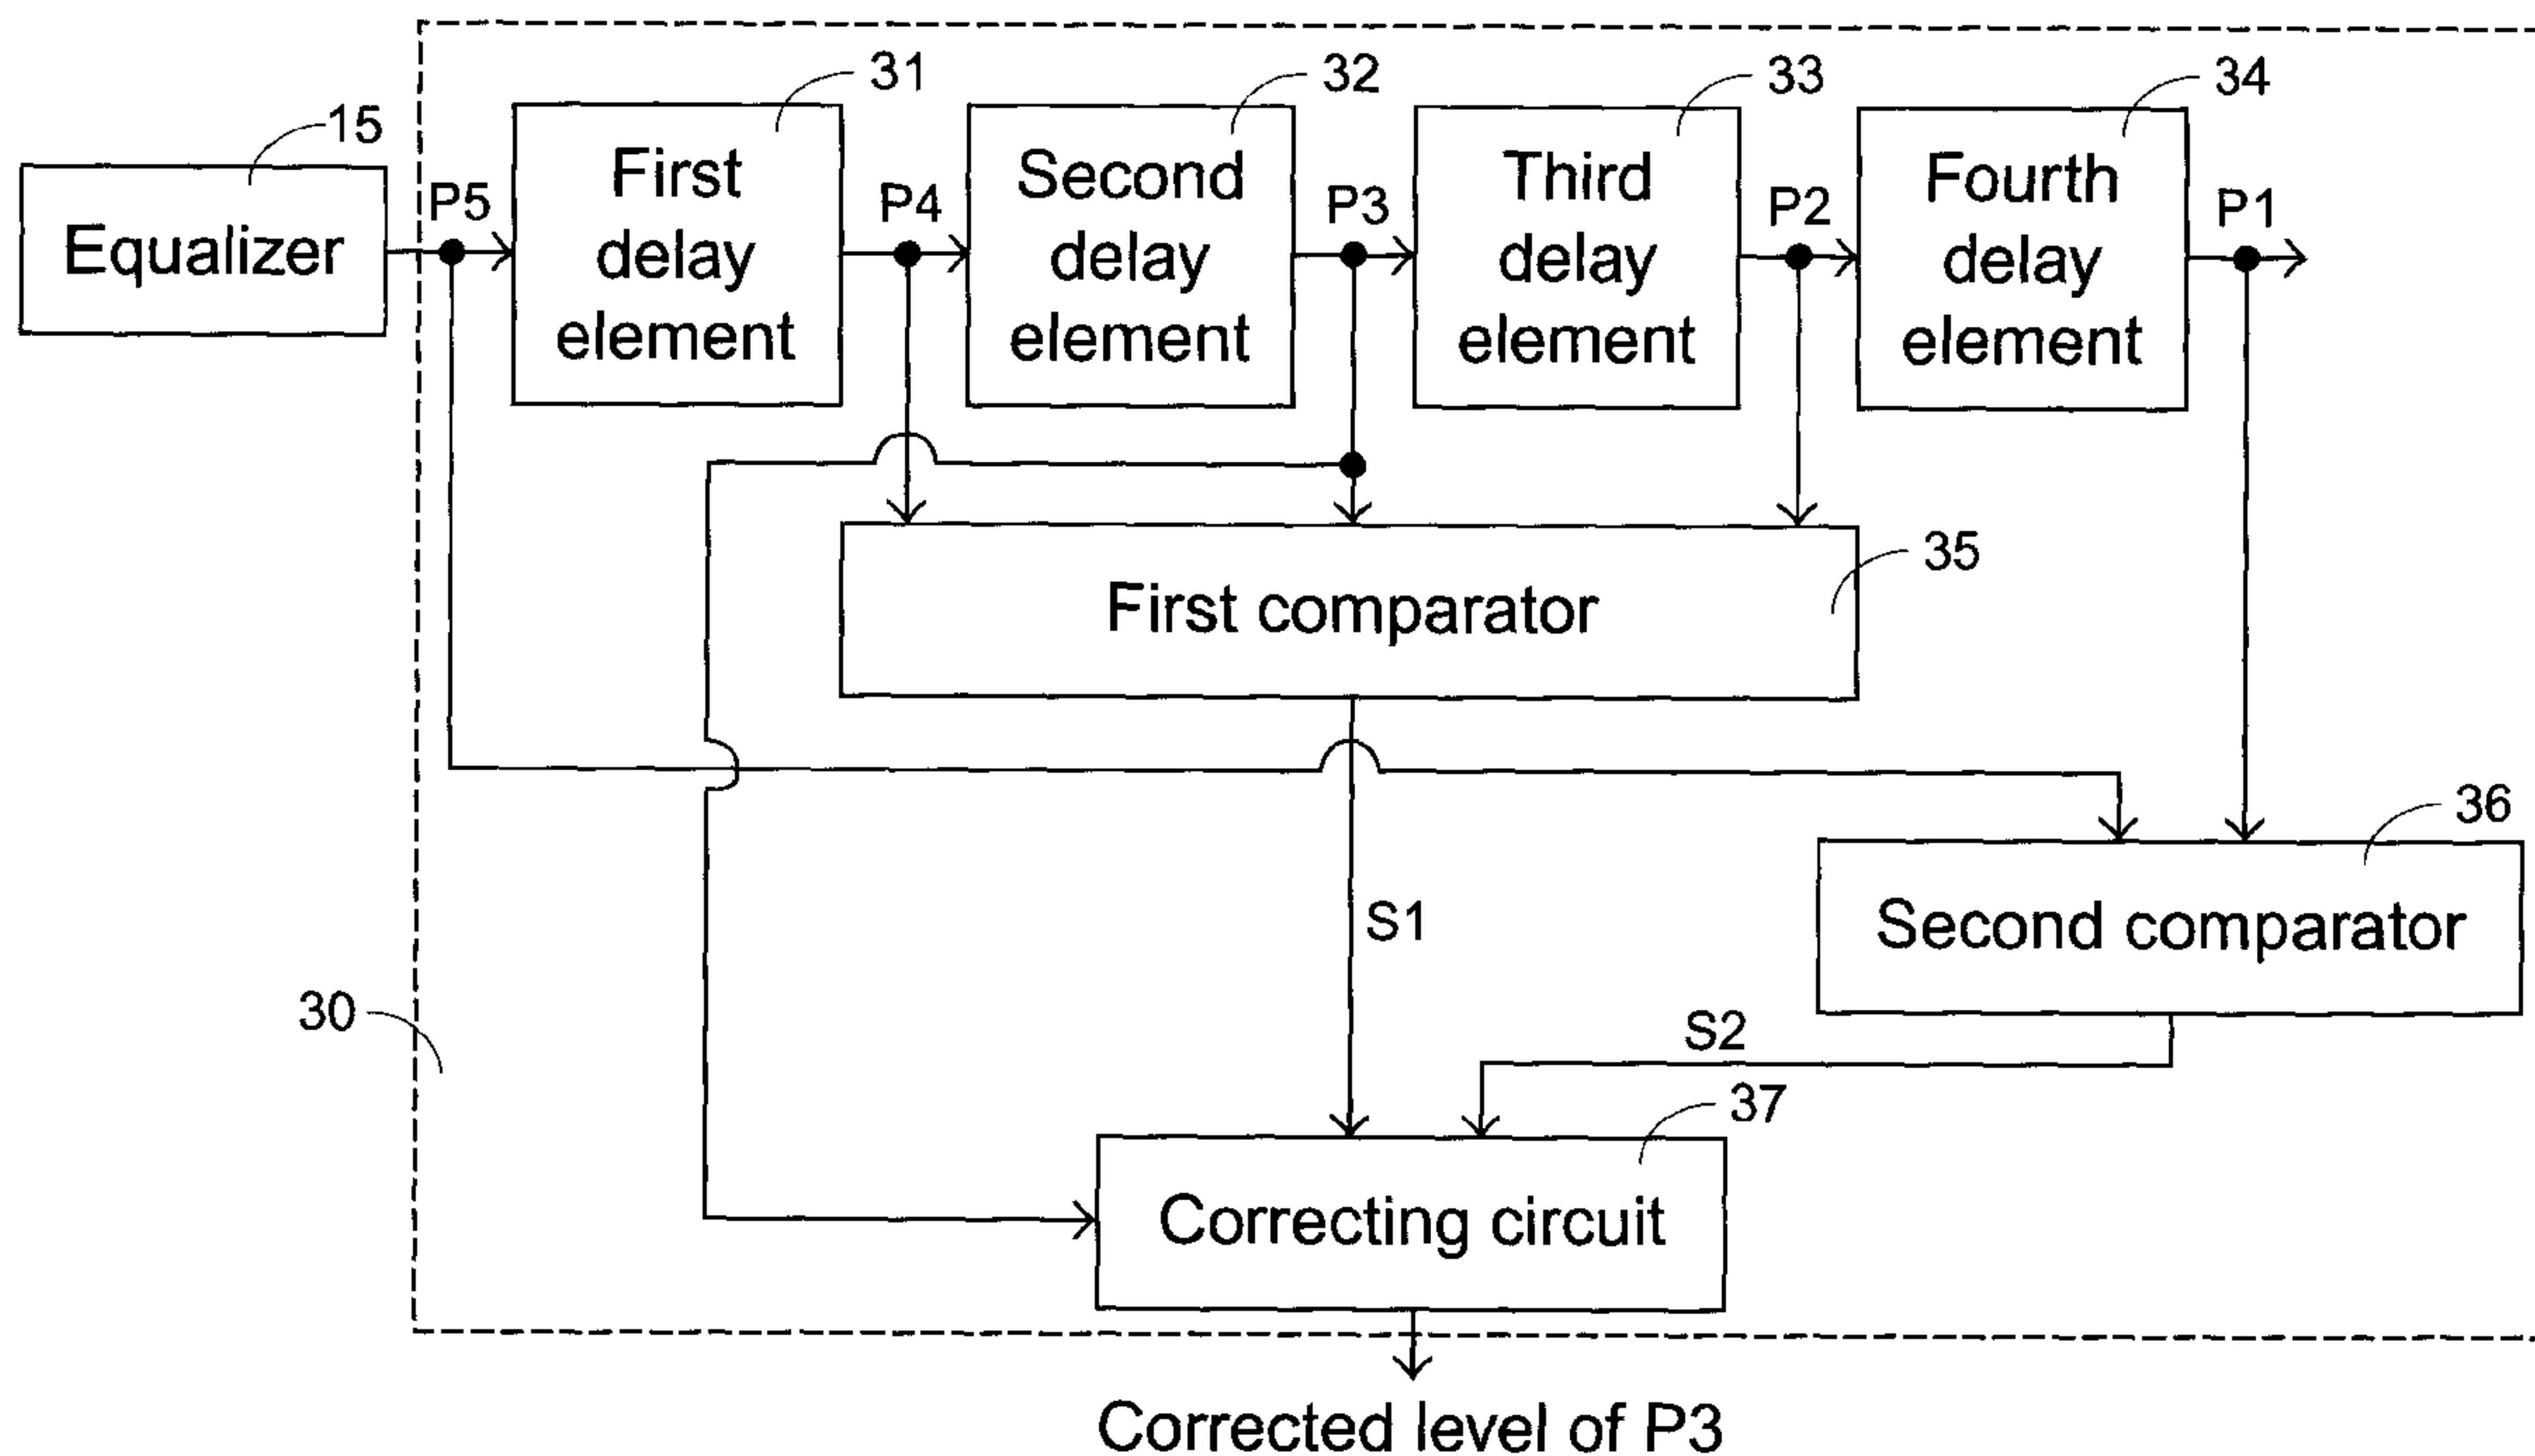 31
32
33
34
15
First
delay
element
Second
delay
element
Third
delay
element
Fourth
delay
element
Equalizer
P5
P4
P3
P2
P1
First comparator
35
36
Second comparator
S1
S2
30
37
Correcting circuit
Corrected level of P3